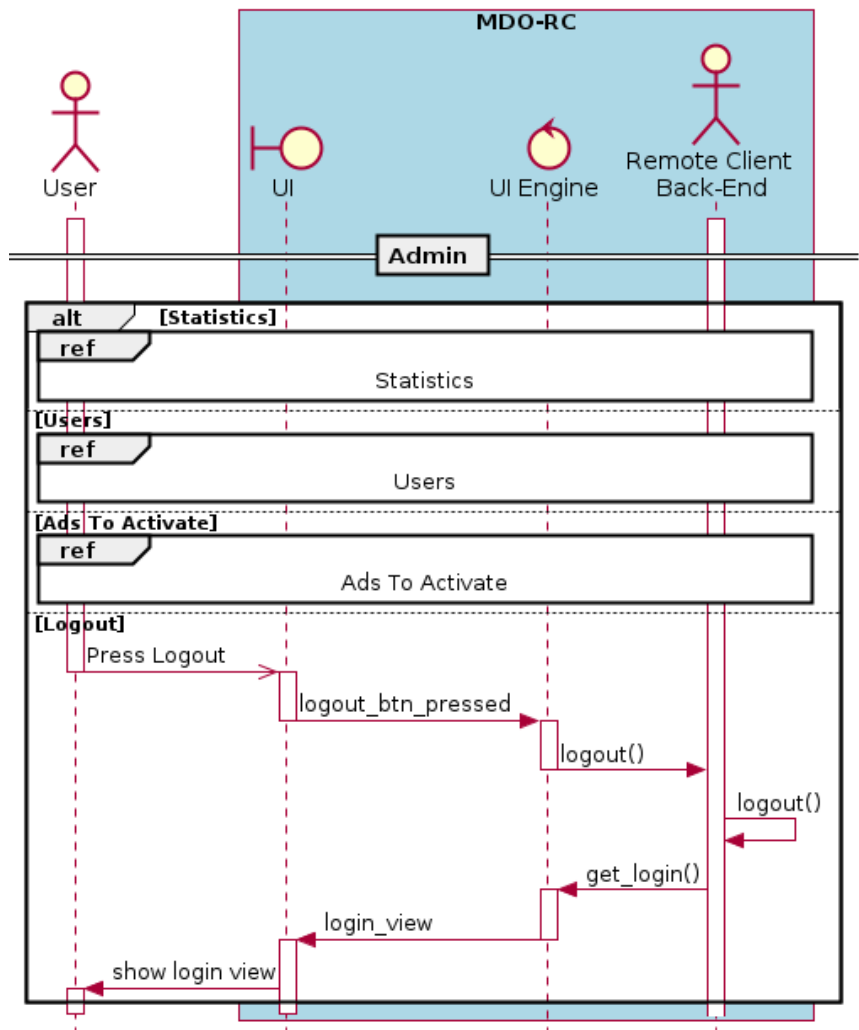 MDO-RC
User
UI
UI Engine
Remote Client
Back-End
Admin
alt
[Statistics]
ref
Statistics
[Users]
ref
Users
[Ads To Activate]
ref
Ads To Activate
[Logout]
Press Logout
logout_btn_pressed
logout()
logout()
get_login()
login_view
show login view